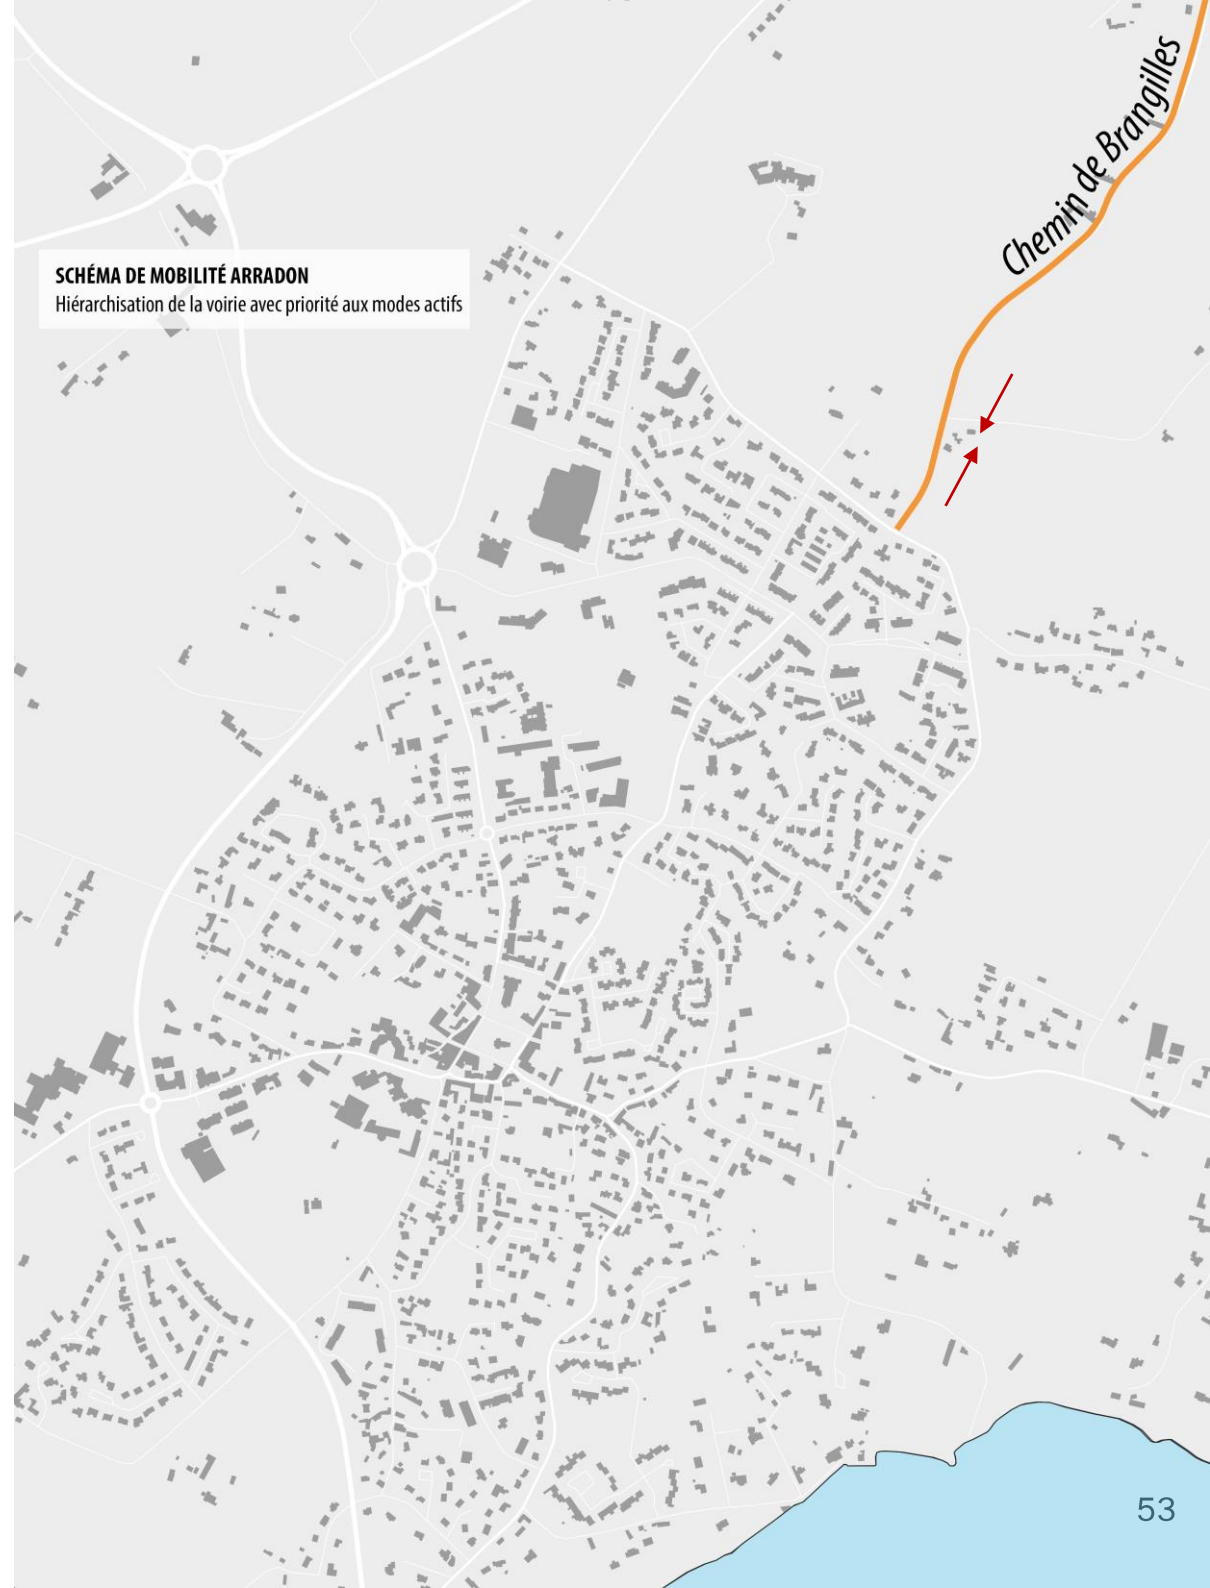 Chemin de Brangilles
SCHÉMA DE MOBILITÉ ARRADON
Hiérarchisation de la voirie avec priorité aux modes actifs
53